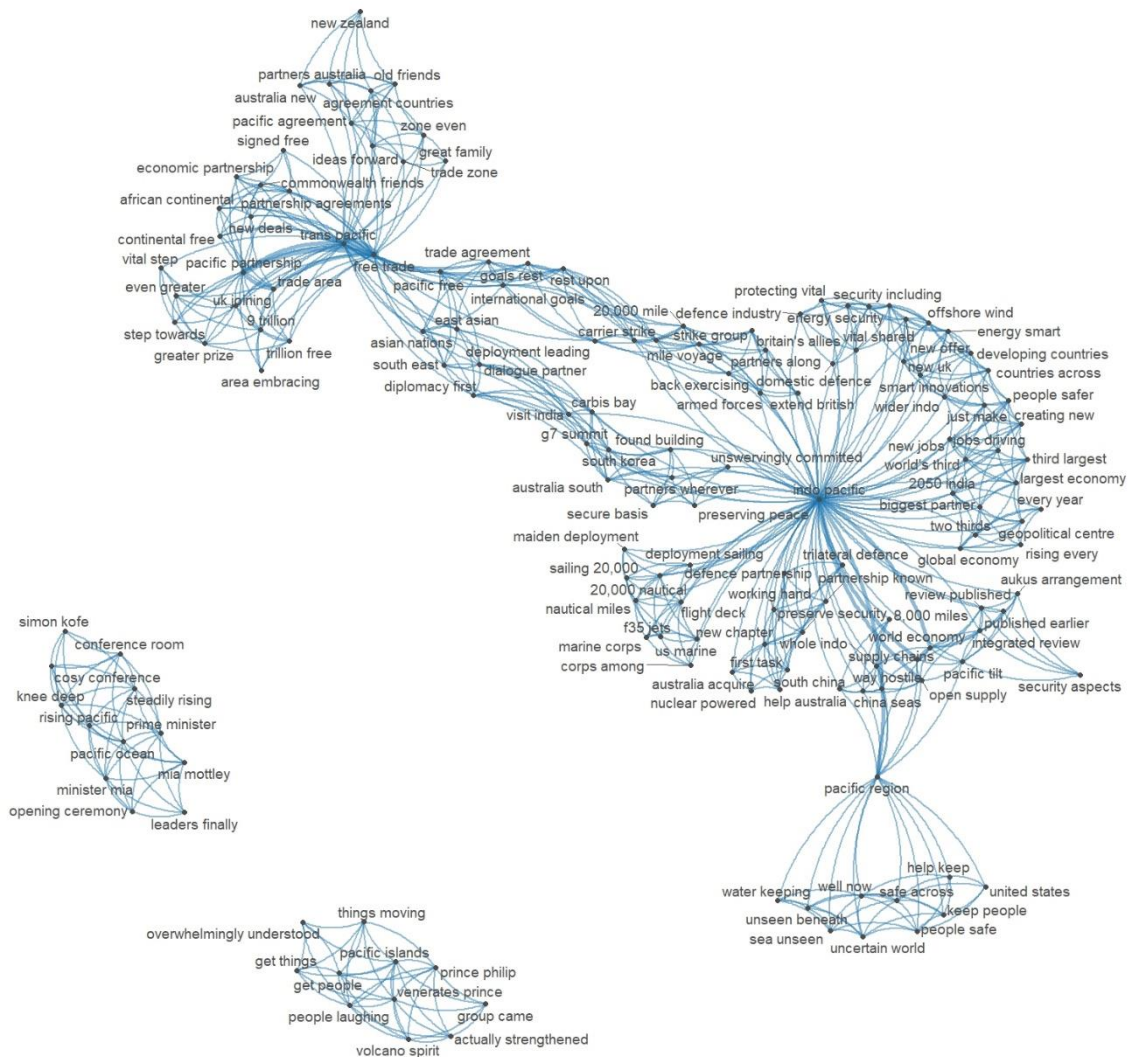 new zealand
partners australia
old friends
australia new
agreement countries
pacific agreement
zone even
signed free
ideas forward
great family
trade zone
economic partnership
commonwealth friends
african continental
partnership agreements
new deals
trans pacific
continental free
vital step
pacific partnership
free trade
trade agreement
even greater
trade area
pacific free
goals rest
rest upon
uk joining
international goals
9 trillion
step towards
greater prize
trillion free
area embracing
east asian
asian nations
20,000 mile
carrier strike
strike group
mile voyage
south east
deployment leading
dialogue partner
diplomacy first
protecting vital
security including
defence industry
energy security
offshore wind
britain's allies
vital shared
energy smart
partners along
new offer
developing countries
new uk
countries across
back exercising
domestic defence
smart innovations
people safer
armed forces
extend british
wider indo
just make
creating new
carbis bay
visit india
g7 summit
found building
south korea
unswervingly committed
new jobs
jobs driving
world's third
third largest
australia south
partners wherever
indo pacific
2050 india
largest economy
secure basis
preserving peace
biggest partner
every year
two thirds
geopolitical centre
global economy
rising every
maiden deployment
deployment sailing
trilateral defence
sailing 20,000
defence partnership
partnership known
aukus arrangement
20,000 nautical
working hand
review published
nautical miles
flight deck
preserve security
8,000 miles
published earlier
f35 jets
new chapter
world economy
integrated review
marine corps
us marine
whole indo
supply chains
corps among
first task
pacific tilt
australia acquire
south china
way hostile
security aspects
nuclear powered
help australia
china seas
open supply
pacific region
simon kofe
conference room
cosy conference
knee deep
steadily rising
rising pacific
prime minister
pacific ocean
mia mottley
minister mia
opening ceremony
leaders finally
help keep
water keeping
well now
safe across
united states
unseen beneath
keep people
sea unseen
people safe
uncertain world
things moving
overwhelmingly understood
get things
pacific islands
prince philip
get people
venerates prince
people laughing
group came
actually strengthened
volcano spirit